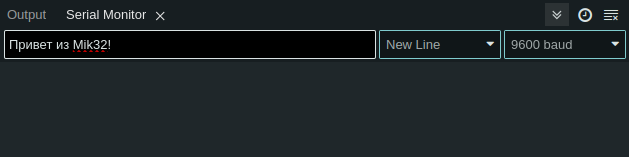 Output Serial Monitor
Привет из Mik32! New Line 9600 baud